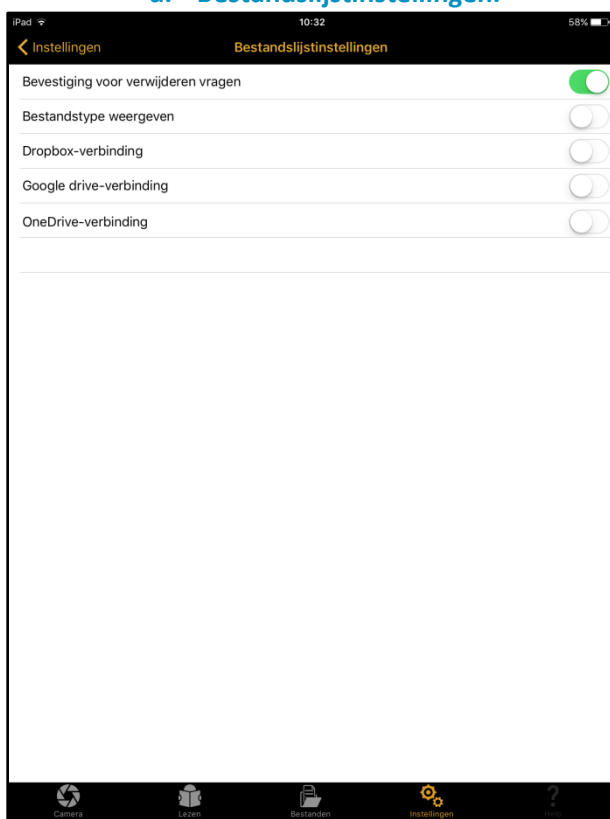 a. Bestandslijstinstellingen.
iPad 10:32 58%
Instellingen Bestandslijstinstellingen
Bevestiging voor verwijderen vragen
Bestandstype weergeven
Dropbox-verbinding
Google drive-verbinding
OneDrive-verbinding
Camera Lezen Bestanden Instellingen Help